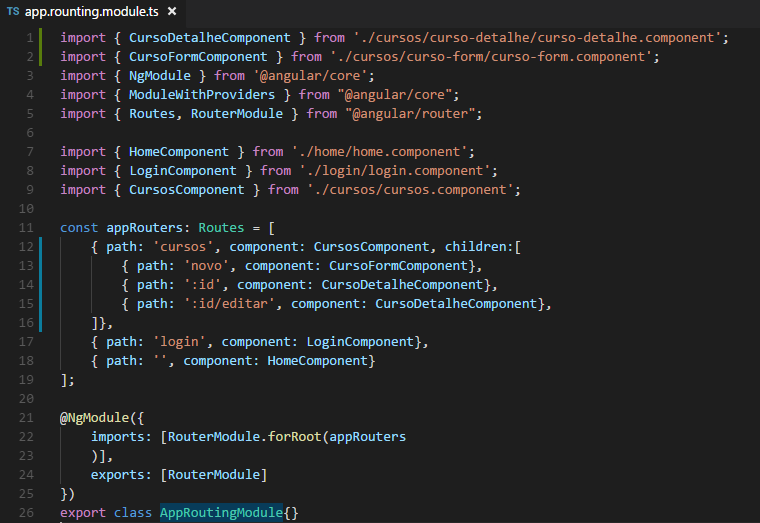 TS app.rounting.module.ts ×
1 import { CursoDetalheComponent } from './cursos/curso-detalhe/curso-detalhe.component';
2 import { CursoFormComponent } from './cursos/curso-form/curso-form.component';
3 import { NgModule } from '@angular/core';
4 import { ModuleWithProviders } from "@angular/core";
5 import { Routes, RouterModule } from "@angular/router";
6
7 import { HomeComponent } from './home/home.component';
8 import { LoginComponent } from './login/login.component';
9 import { CursosComponent } from './cursos/cursos.component';
10
11 const appRouters: Routes = [
12     { path: 'cursos', component: CursosComponent, children:[
13         { path: 'novo', component: CursoFormComponent},
14         { path: ':id', component: CursoDetalheComponent},
15         { path: ':id/editar', component: CursoDetalheComponent},
16     ]},
17     { path: 'login', component: LoginComponent},
18     { path: '', component: HomeComponent}
19 ];
20
21 @NgModule({
22     imports: [RouterModule.forRoot(appRouters
23     )],
24     exports: [RouterModule]
25 })
26 export class AppRoutingModule{}